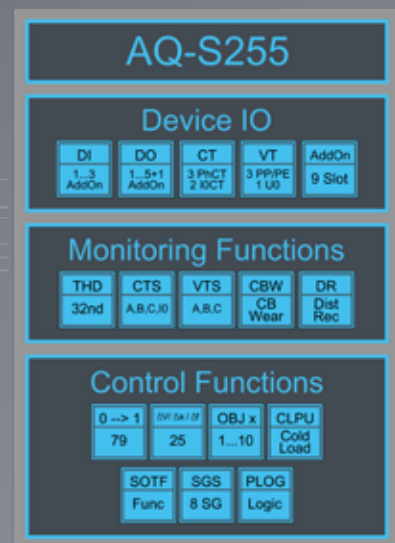 AQ-S255
Device IO
DI DO CT VT AddOn
1...3 AddOn 1...5+1 AddOn 3 PhCT 2 I0CT 3 PP/PE 1 U0 9 Slot
Monitoring Functions
THD CTS VTS CBW DR
32nd A,B,C,I0 A,B,C CB Wear Dist Rec
Control Functions
0 --> 1 OBJ x CLPU
79 25 1...10 Cold Load
SOTF SGS PLOG
Func 8 SG Logic